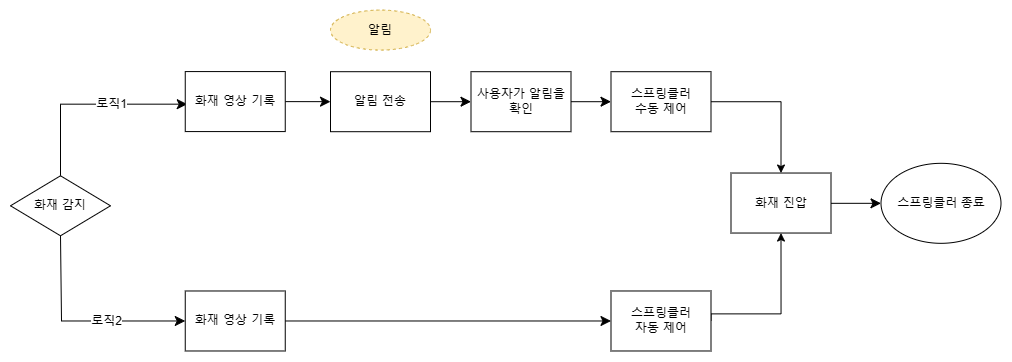 알림
로직1
화재 영상 기록
알림 전송
사용자가 알림을
확인
스프링클러
수동 제어
화재 감지
화재 진압
스프링클러 종료
로직2
화재 영상 기록
스프링클러
자동 제어